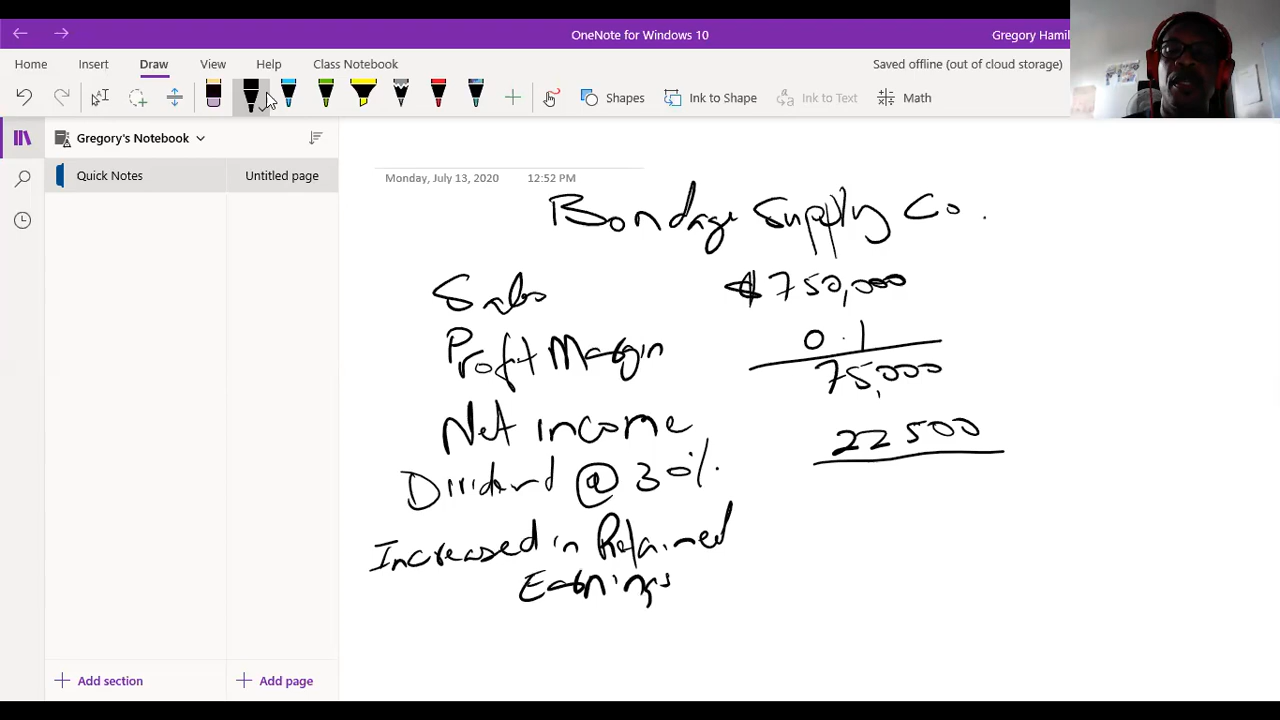 OneNote for Windows 10
Gregory Hamil
Home Insert Draw View Help Class Notebook
Saved offline (out of cloud storage)
Shapes Ink to Shape Ink to Text Math
Gregory's Notebook
Quick Notes
Untitled page
Monday, July 13, 2020 12:52 PM
Bondage Supply Co.
Sales $750,000
Profit Margin 0.1
75,000
Net income
22500
Dividend @ 30%
Increased in Retained
Earnings
Add section
Add page